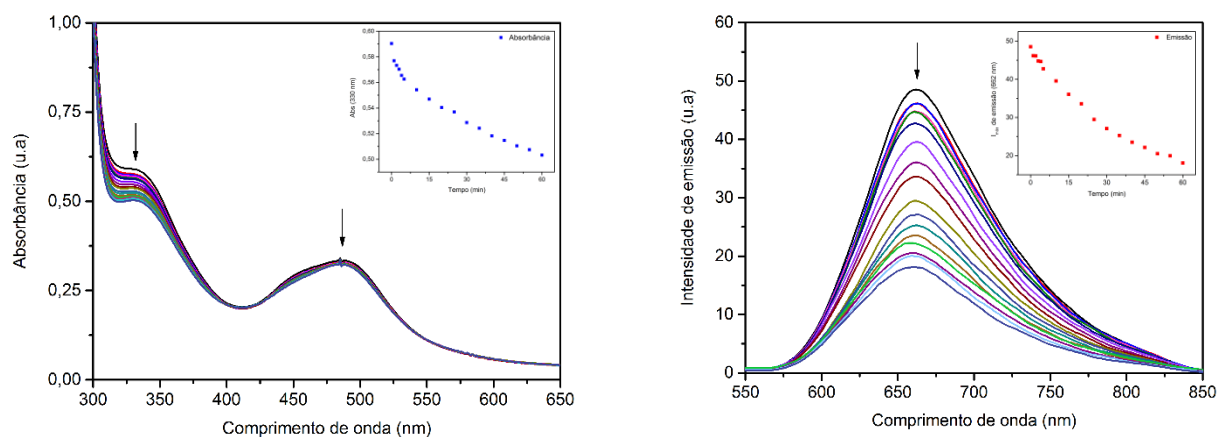 1,00
0,75
0,50
0,25
0,00
Absorbância (u.a)
300 350 400 450 500 550 600 650
Comprimento de onda (nm)
0,60
0,58
0,56
0,54
0,52
0,50
Abs (330 nm)
Absorbância
0 15 30 45 60
Tempo (min)
60
50
40
30
20
10
0
Intensidade de emissão (u.a)
550 600 650 700 750 800 850
Comprimento de onda (nm)
50
40
30
20
de emissão (662 nm)
Emissão
0 15 30 45 60
Tempo (min)